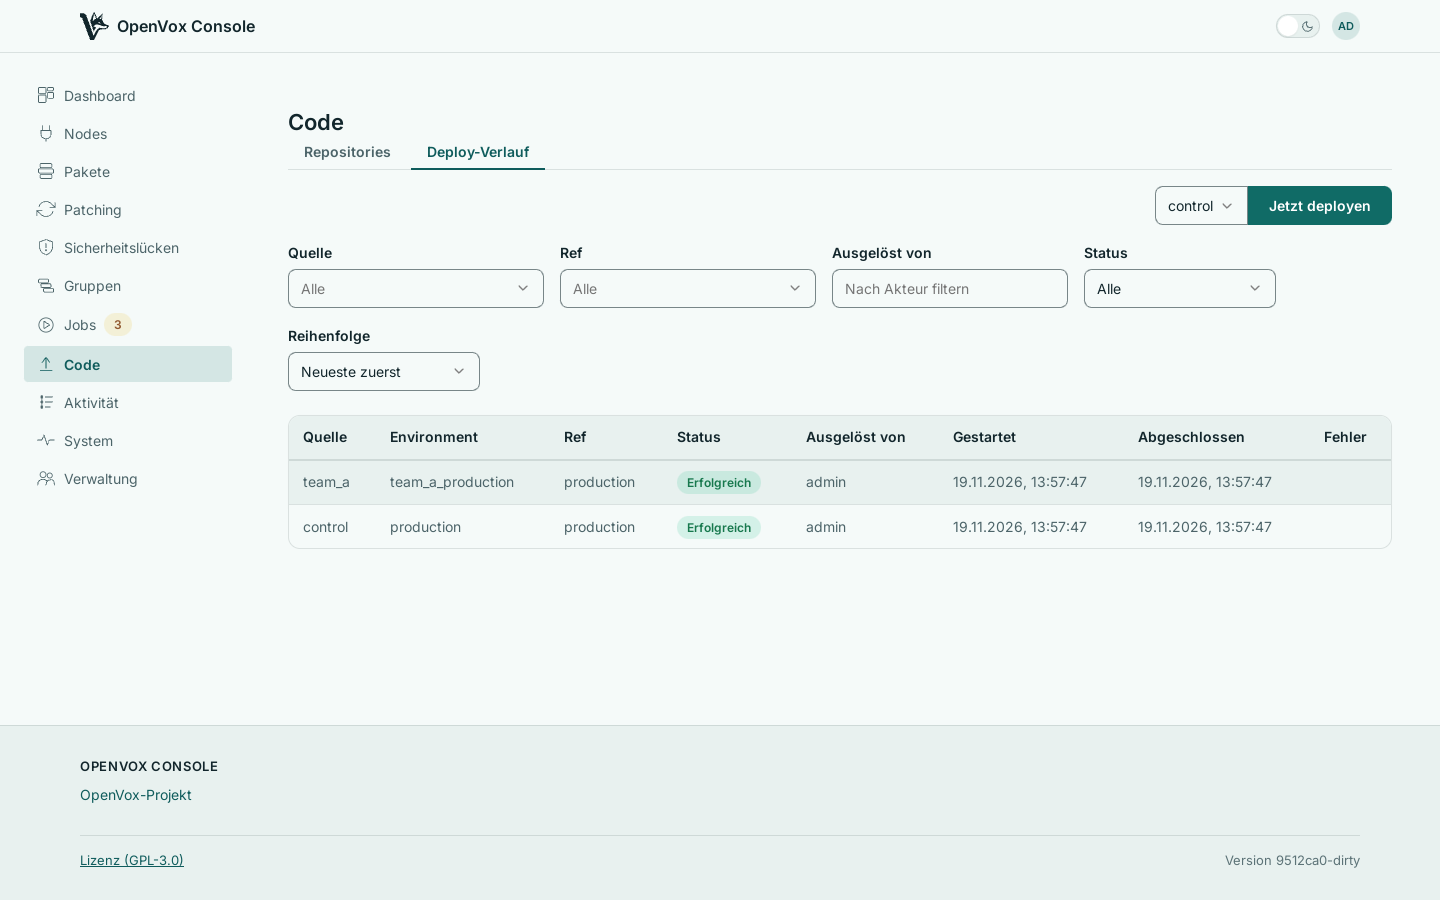 OpenVox Console
AD
Dashboard
Nodes
Pakete
Patching
Sicherheitslücken
Gruppen
Jobs 3
Code
Aktivität
System
Verwaltung
Code
Repositories Deploy-Verlauf
control Jetzt deployen
Quelle Ref Ausgelöst von Status
Alle Alle Nach Akteur filtern Alle
Reihenfolge
Neueste zuerst
Quelle Environment Ref Status Ausgelöst von Gestartet Abgeschlossen Fehler
team_a team_a_production production Erfolgreich admin 19.11.2026, 13:57:47 19.11.2026, 13:57:47
control production production Erfolgreich admin 19.11.2026, 13:57:47 19.11.2026, 13:57:47
OPENVOX CONSOLE
OpenVox-Projekt
Lizenz (GPL-3.0) Version 9512ca0-dirty